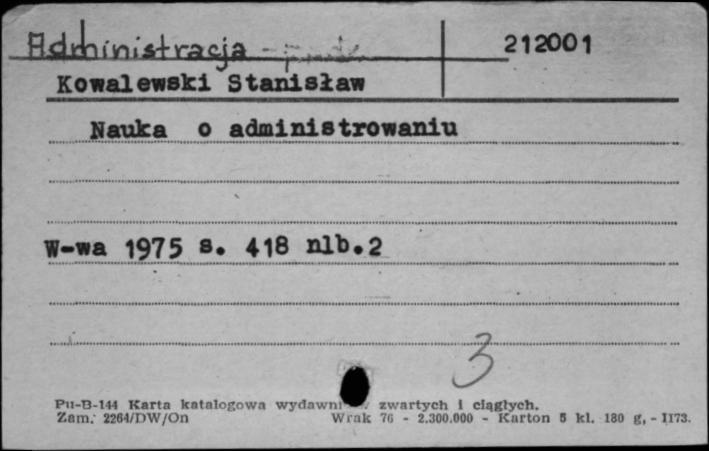 Administracja - 212001
Kowalewski Stanisław
Nauka o administrowaniu
W-wa 1975 s. 418 nlb.2
3
Pu-B-144 Karta katalogowa wydawni zwartych i ciągłych.
Zam. 2264/DW/On Wrak 76 - 2.300.000 - Karton 5 kl. 180 g, - II73.